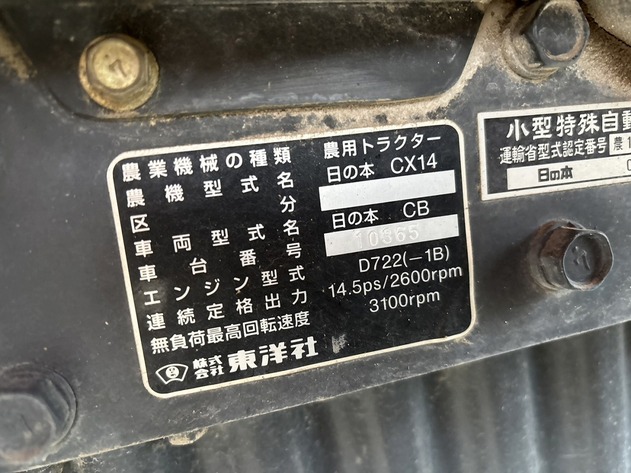 農業機械の種類 農用トラクター
農機型式名 日の本 CX14
区分
車両型式名 日の本 CB
車台番号 10365
エンジン型式 D722(-1B)
連続定格出力 14.5ps/2600rpm
無負荷最高回転速度 3100rpm
株式会社 東洋社
小型特殊自動
運輸省型式認定番号 農1
日の本